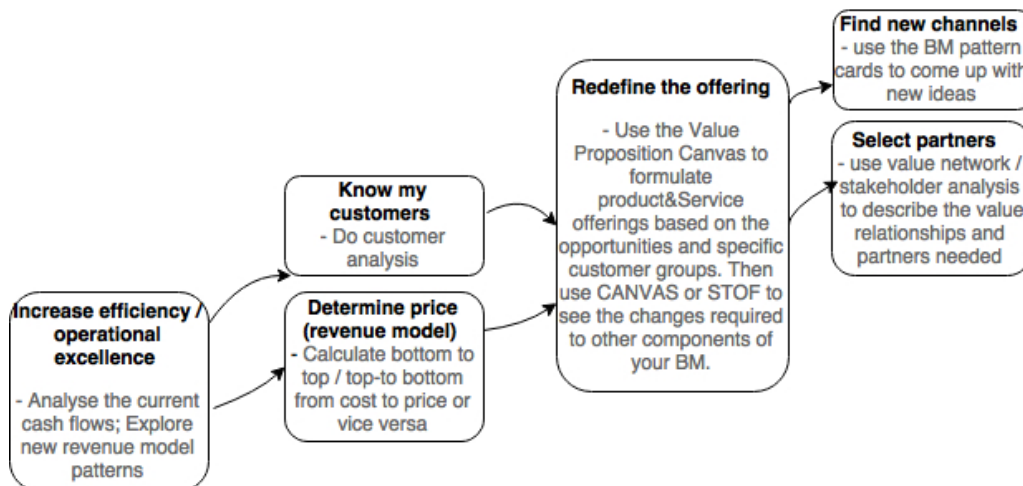 Increase efficiency /
operational
excellence
- Analyse the current
cash flows; Explore
new revenue model
patterns
Know my
customers
- Do customer
analysis
Determine price
(revenue model)
- Calculate bottom to
top / top-to bottom
from cost to price or
vice versa
Redefine the offering
- Use the Value
Proposition Canvas to
formulate
product&Service
offerings based on the
opportunities and specific
customer groups. Then
use CANVAS or STOF to
see the changes required
to other components of
your BM.
Find new channels
- use the BM pattern
cards to come up with
new ideas
Select partners
- use value network /
stakeholder analysis
to describe the value
relationships and
partners needed